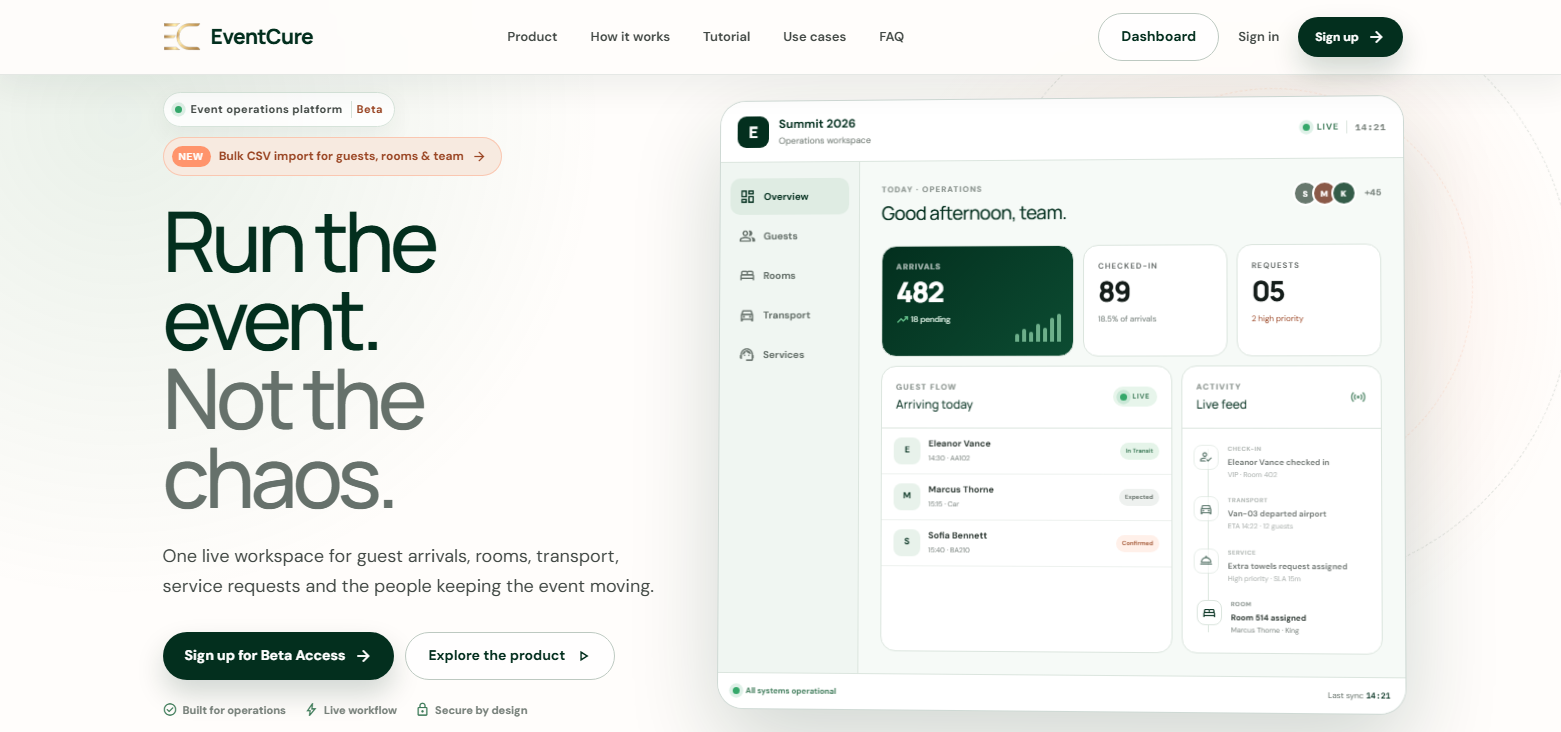 EventCure
Product
How it works
Tutorial
Use cases
FAQ
Dashboard
Sign in
Sign up
Event operations platform
Beta
NEW
Bulk CSV import for guests, rooms & team
Run the
event.
Not the
chaos.
One live workspace for guest arrivals, rooms, transport,
service requests and the people keeping the event moving.
Sign up for Beta Access
Explore the product
Built for operations
Live workflow
Secure by design
E
Summit 2026
Operations workspace
LIVE
14:21
Overview
Guests
Rooms
Transport
Services
TODAY · OPERATIONS
Good afternoon, team.
S
M
K
+45
ARRIVALS
482
18 pending
CHECKED-IN
89
18.5% of arrivals
REQUESTS
05
2 high priority
GUEST FLOW
Arriving today
LIVE
E
Eleanor Vance
14:30 · AA102
In Transit
M
Marcus Thorne
15:15 · Car
Expected
S
Sofia Bennett
15:40 · BA210
Confirmed
ACTIVITY
Live feed
CHECK-IN
Eleanor Vance checked in
VIP · Room 402
TRANSPORT
Van-03 departed airport
ETA 14:22 · 12 guests
SERVICE
Extra towels request assigned
High priority · SLA 15m
ROOM
Room 514 assigned
Marcus Thorne · King
All systems operational
Last sync 14:21